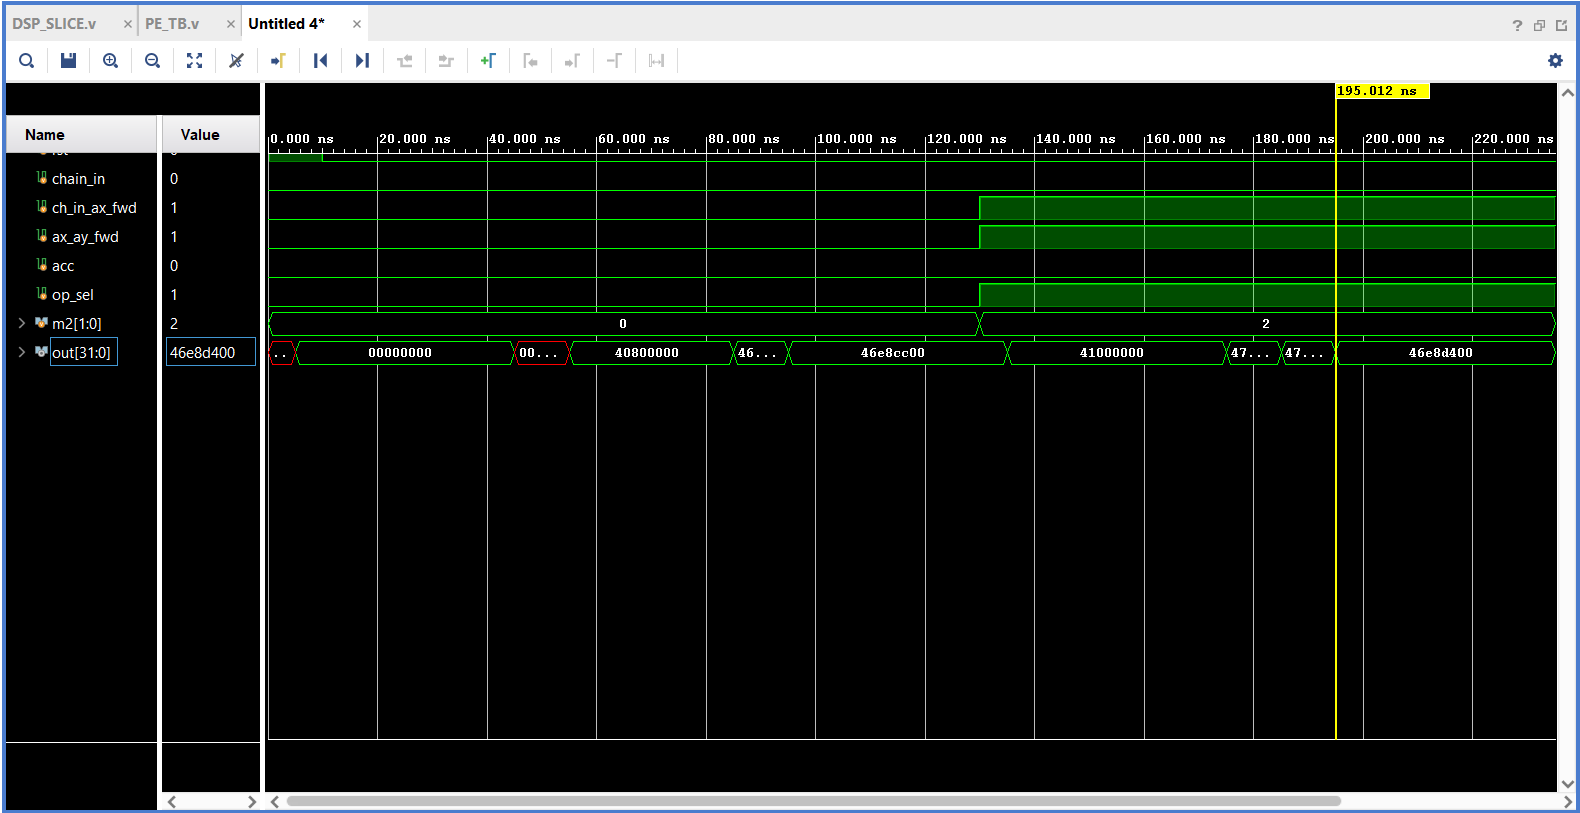 DSP_SLICE.v × PE_TB.v × Untitled 4* × ?
195.012 ns
Name Value
0.000 ns 20.000 ns 40.000 ns 60.000 ns 80.000 ns 100.000 ns 120.000 ns 140.000 ns 160.000 ns 180.000 ns 200.000 ns 220.000 ns
chain_in 0
ch_in_ax_fwd 1
ax_ay_fwd 1
acc 0
op_sel 1
m2[1:0] 2 0 2
out[31:0] 46e8d400 .. 00000000 00... 40800000 46... 46e8cc00 41000000 47... 47... 46e8d400